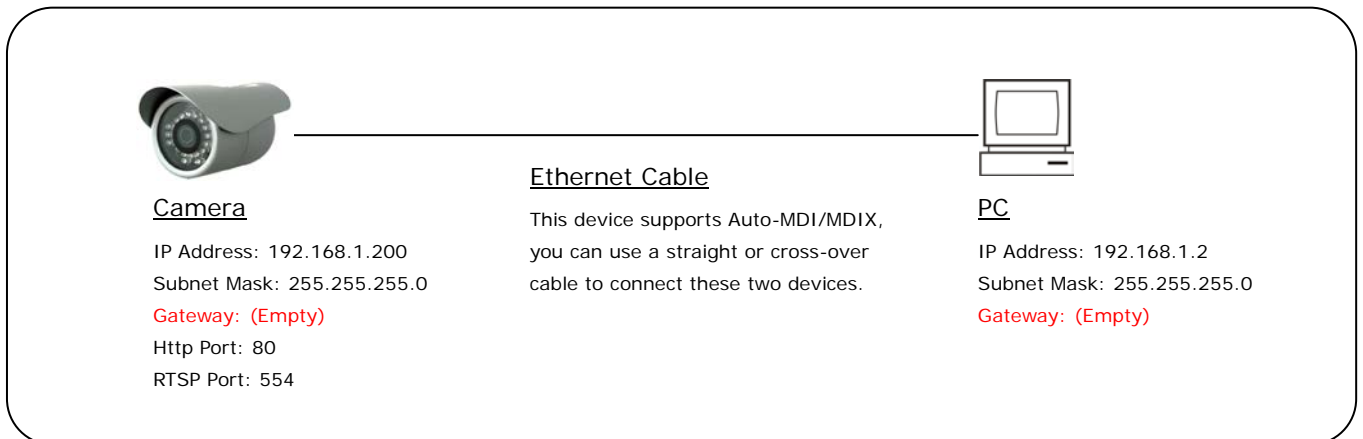 Camera
IP Address: 192.168.1.200
Subnet Mask: 255.255.255.0
Gateway: (Empty)
Http Port: 80
RTSP Port: 554
Ethernet Cable
This device supports Auto-MDI/MDIX,
you can use a straight or cross-over
cable to connect these two devices.
PC
IP Address: 192.168.1.2
Subnet Mask: 255.255.255.0
Gateway: (Empty)